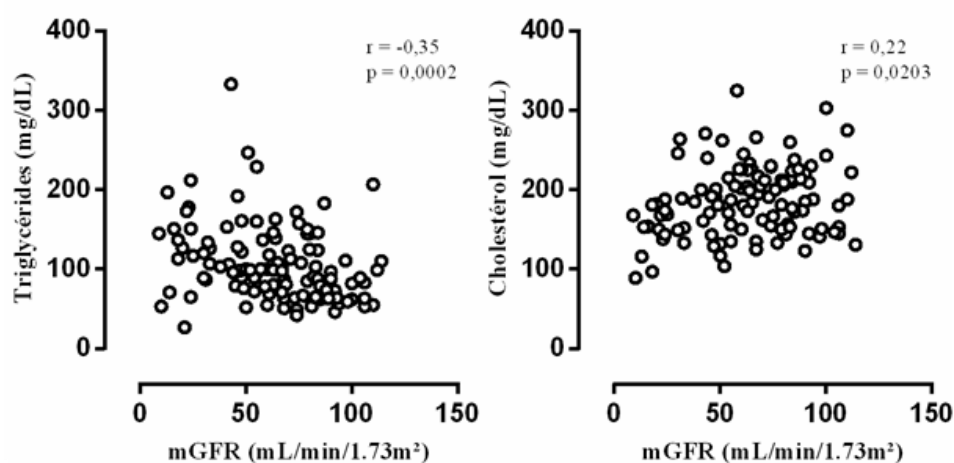 400
300
200
100
0
Triglycérides (mg/dL)
r = -0,35
p = 0,0002
0 50 100 150
mGFR (mL/min/1.73m²)
400
300
200
100
0
Cholestérol (mg/dL)
r = 0,22
p = 0,0203
0 50 100 150
mGFR (mL/min/1.73m²)